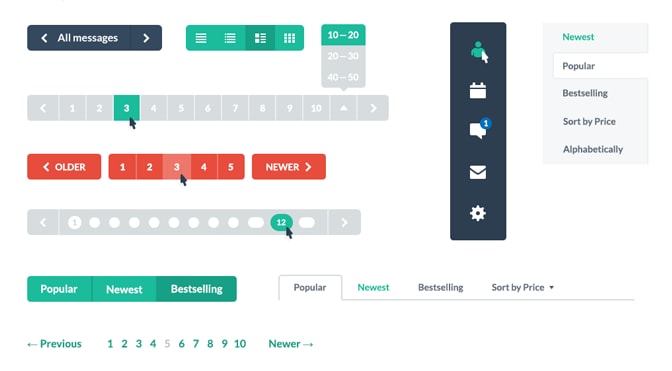 All messages
10 — 20
20 — 30
40 — 50
1 2 3 4 5 6 7 8 9 10
OLDER 1 2 3 4 5 NEWER
1 12
Popular Newest Bestselling
← Previous 1 2 3 4 5 6 7 8 9 10 Newer →
1
Newest
Popular
Bestselling
Sort by Price
Alphabetically
Popular Newest Bestselling Sort by Price